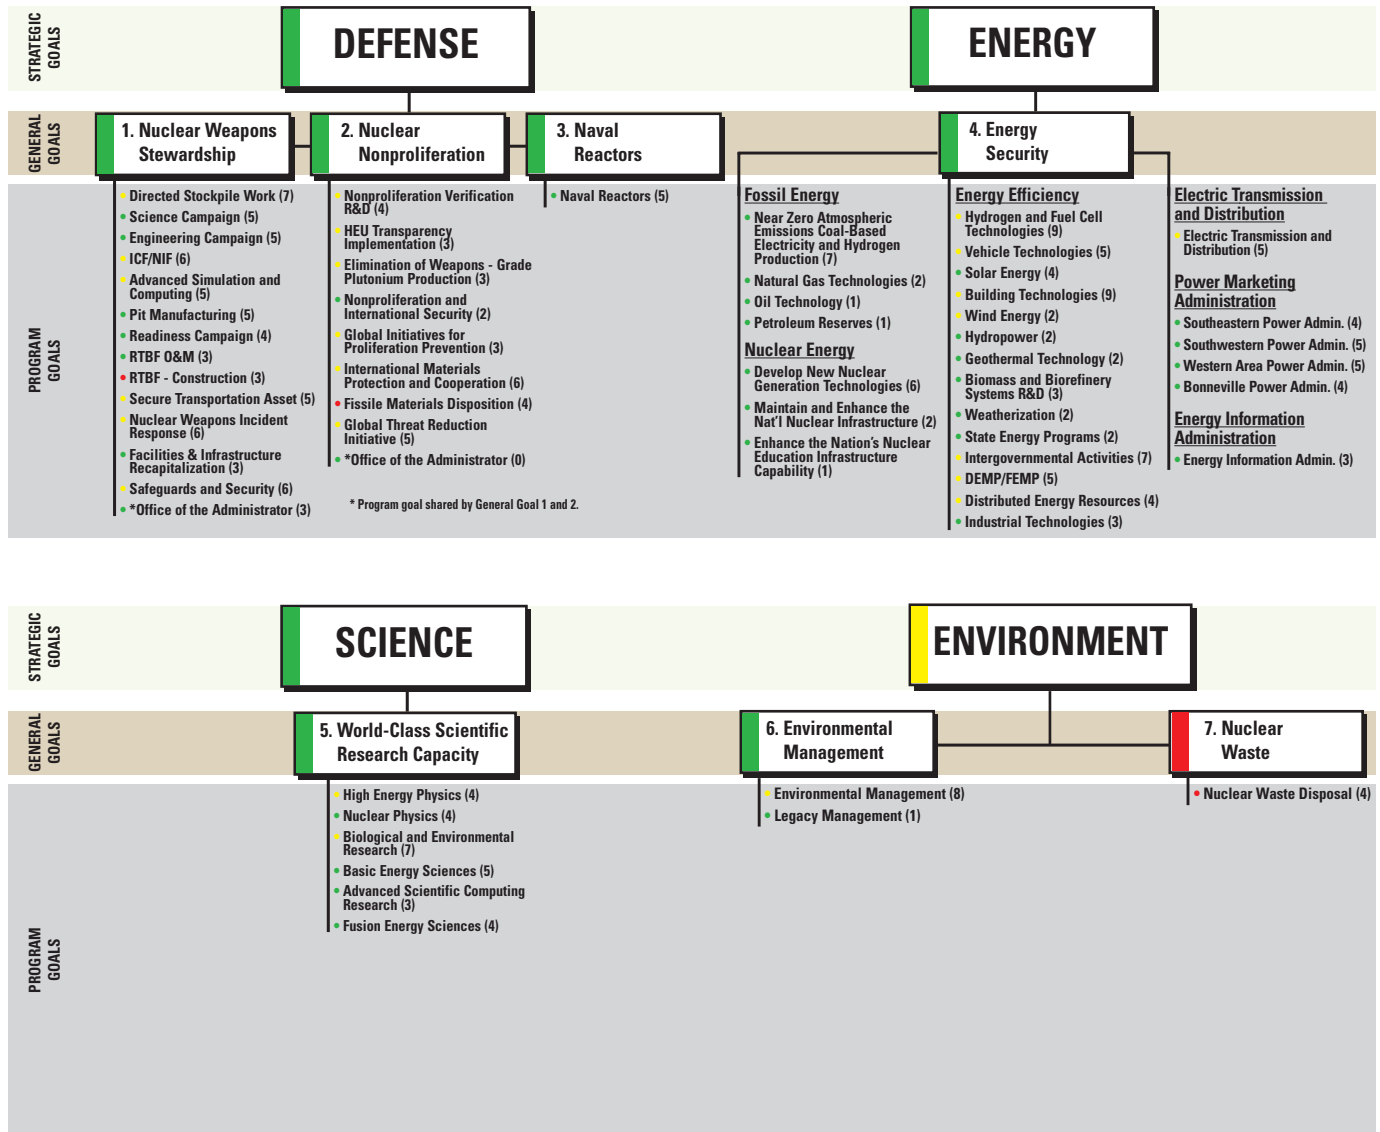 STRATEGIC
GOALS
DEFENSE
ENERGY
GENERAL
GOALS
1. Nuclear Weapons
Stewardship
2. Nuclear
Nonproliferation
3. Naval
Reactors
4. Energy
Security
PROGRAM
GOALS
• Directed Stockpile Work (7)
• Science Campaign (5)
• Engineering Campaign (5)
• ICF/NIF (6)
• Advanced Simulation and
Computing (5)
• Pit Manufacturing (5)
• Readiness Campaign (4)
• RTBF O&M (3)
• RTBF - Construction (3)
• Secure Transportation Asset (5)
• Nuclear Weapons Incident
Response (6)
• Facilities & Infrastructure
Recapitalization (3)
• Safeguards and Security (6)
• *Office of the Administrator (3)
• Nonproliferation Verification
R&D (4)
• HEU Transparency
Implementation (3)
• Elimination of Weapons - Grade
Plutonium Production (3)
• Nonproliferation and
International Security (2)
• Global Initiatives for
Proliferation Prevention (3)
• International Materials
Protection and Cooperation (6)
• Fissile Materials Disposition (4)
• Global Threat Reduction
Initiative (5)
• *Office of the Administrator (0)
* Program goal shared by General Goal 1 and 2.
• Naval Reactors (5)
Fossil Energy
• Near Zero Atmospheric
Emissions Coal-Based
Electricity and Hydrogen
Production (7)
• Natural Gas Technologies (2)
• Oil Technology (1)
• Petroleum Reserves (1)
Nuclear Energy
• Develop New Nuclear
Generation Technologies (6)
• Maintain and Enhance the
Nat'l Nuclear Infrastructure (2)
• Enhance the Nation's Nuclear
Education Infrastructure
Capability (1)
Energy Efficiency
• Hydrogen and Fuel Cell
Technologies (9)
• Vehicle Technologies (5)
• Solar Energy (4)
• Building Technologies (9)
• Wind Energy (2)
• Hydropower (2)
• Geothermal Technology (2)
• Biomass and Biorefinery
Systems R&D (3)
• Weatherization (2)
• State Energy Programs (2)
• Intergovernmental Activities (7)
• DEMP/FEMP (5)
• Distributed Energy Resources (4)
• Industrial Technologies (3)
Electric Transmission
and Distribution
• Electric Transmission and
Distribution (5)
Power Marketing
Administration
• Southeastern Power Admin. (4)
• Southwestern Power Admin. (5)
• Western Area Power Admin. (5)
• Bonneville Power Admin. (4)
Energy Information
Administration
• Energy Information Admin. (3)
STRATEGIC
GOALS
SCIENCE
ENVIRONMENT
GENERAL
GOALS
5. World-Class Scientific
Research Capacity
6. Environmental
Management
7. Nuclear
Waste
PROGRAM
GOALS
• High Energy Physics (4)
• Nuclear Physics (4)
• Biological and Environmental
Research (7)
• Basic Energy Sciences (5)
• Advanced Scientific Computing
Research (3)
• Fusion Energy Sciences (4)
• Environmental Management (8)
• Legacy Management (1)
• Nuclear Waste Disposal (4)